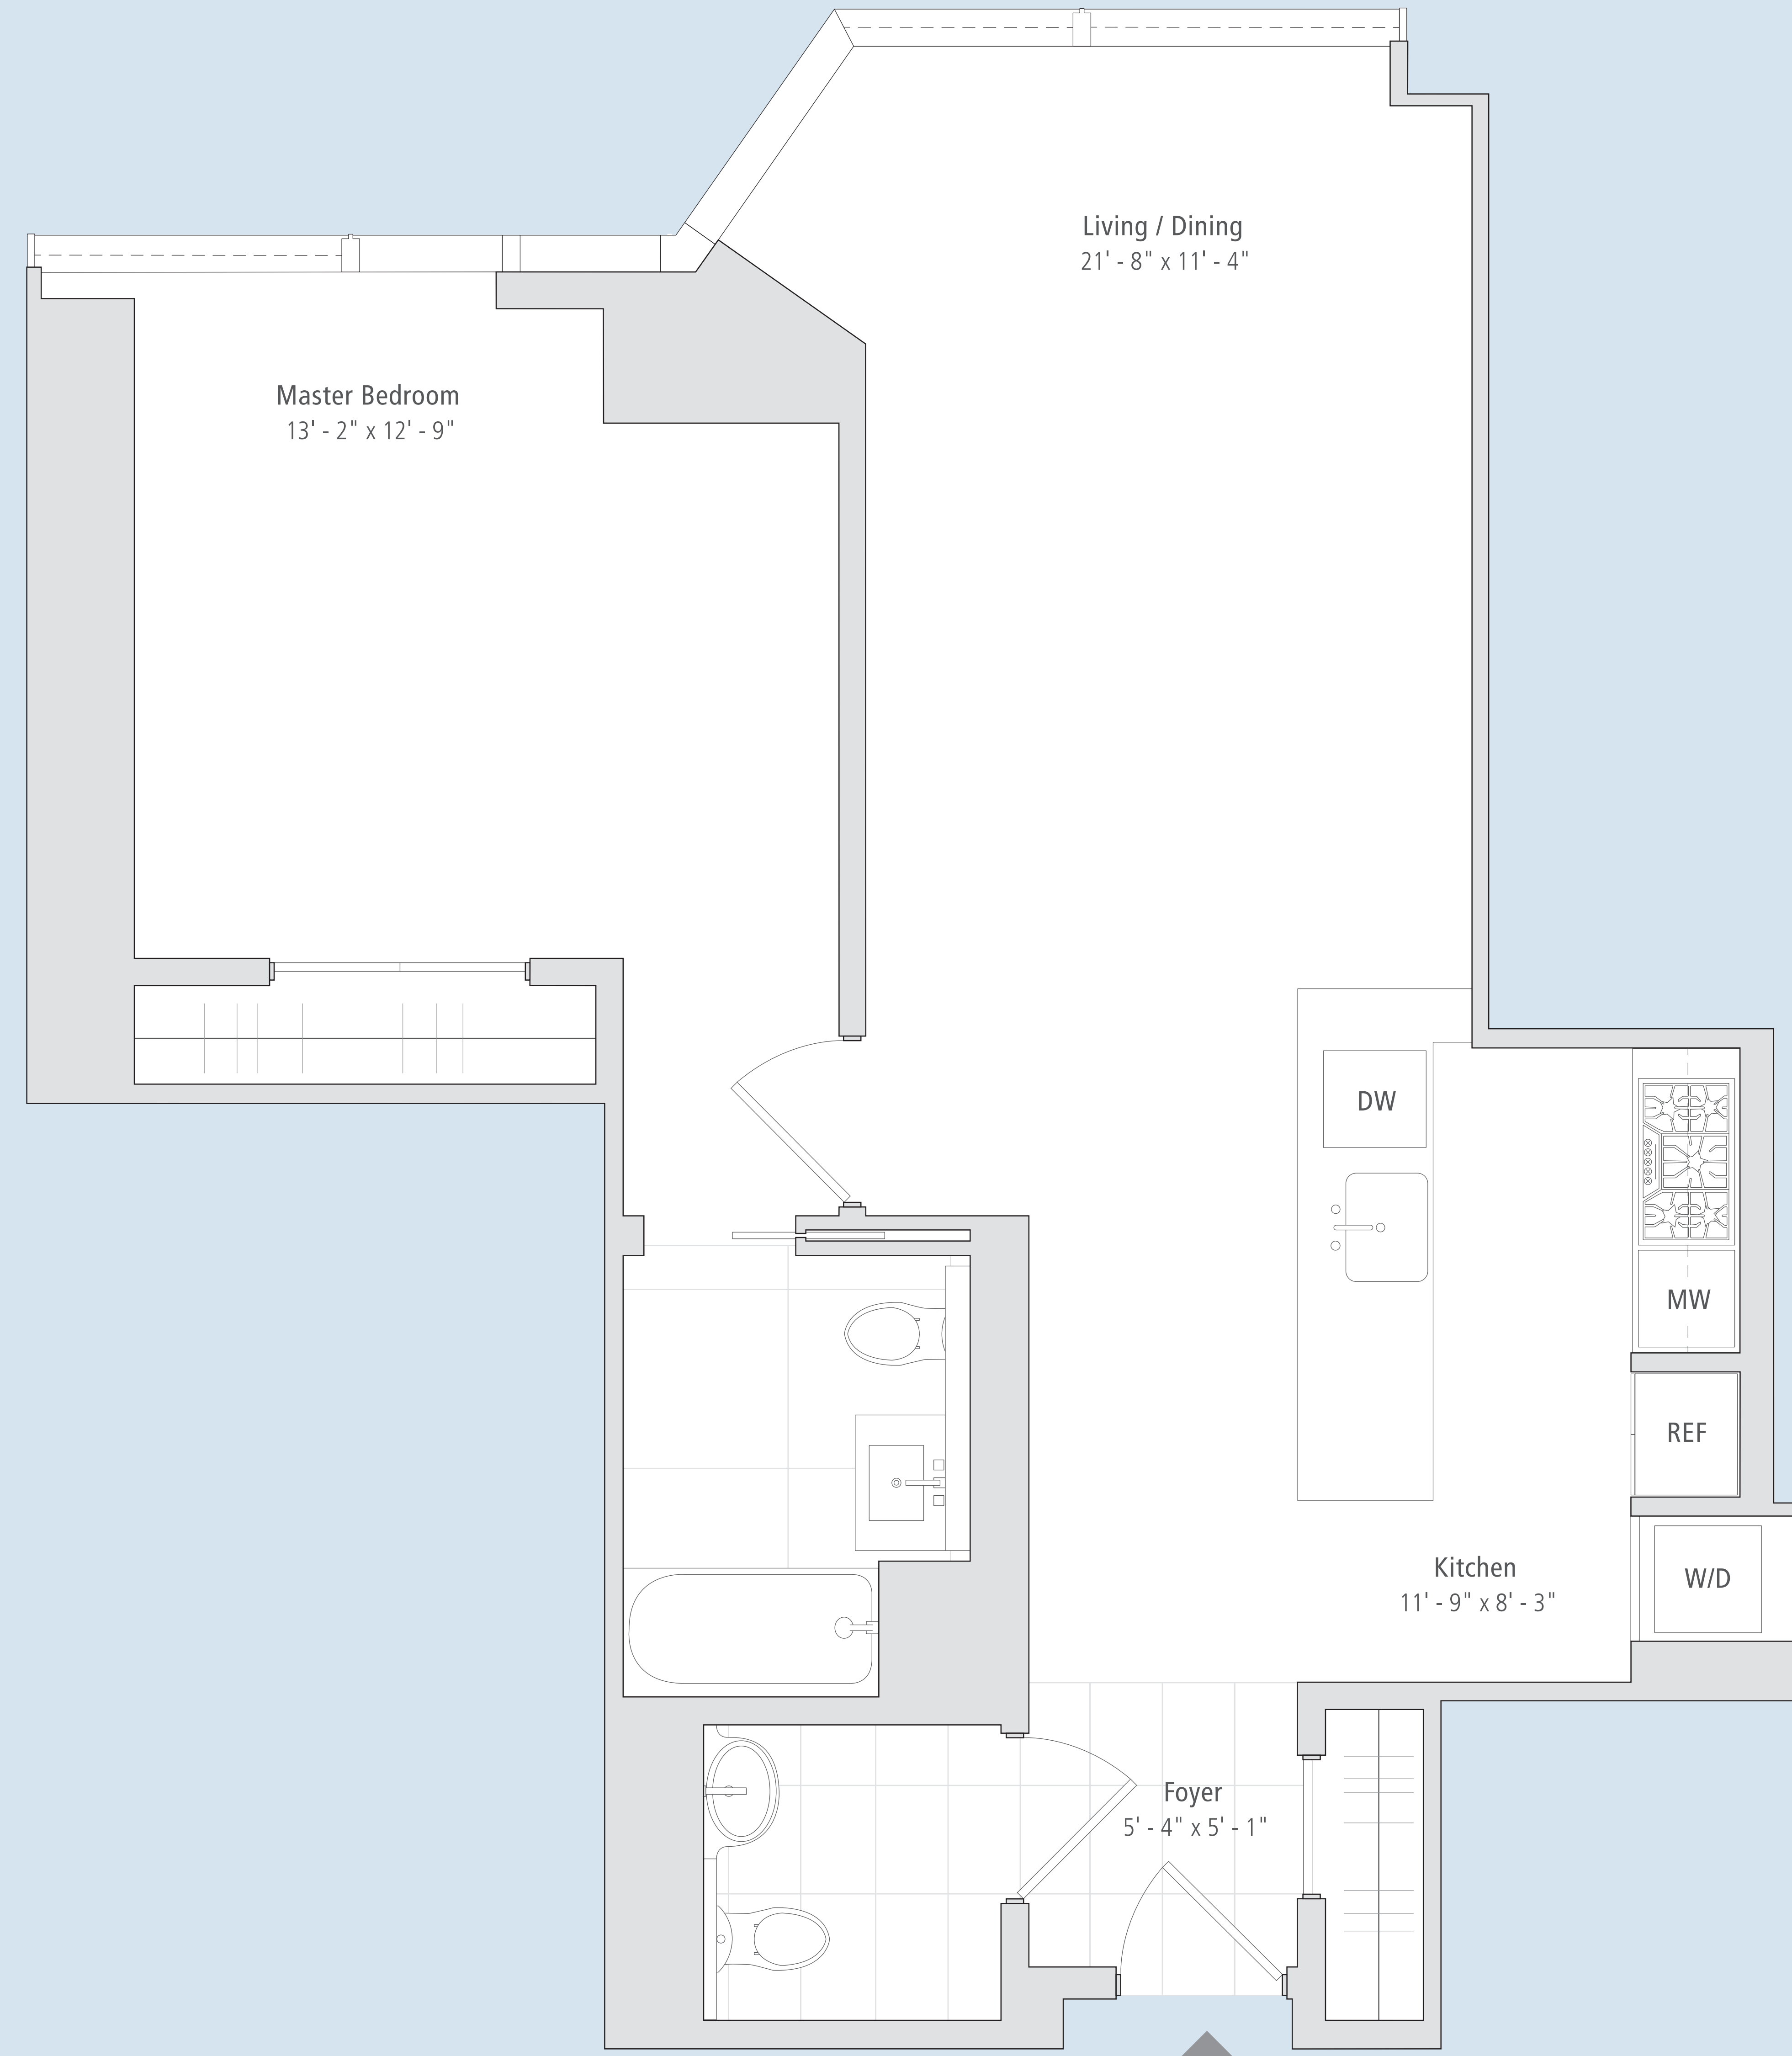 Living / Dining
21' - 8" x 11' - 4"
Master Bedroom
13' - 2" x 12' - 9"
DW
MW
REF
W/D
Kitchen
11' - 9" x 8' - 3"
Foyer
5' - 4" x 5' - 1"